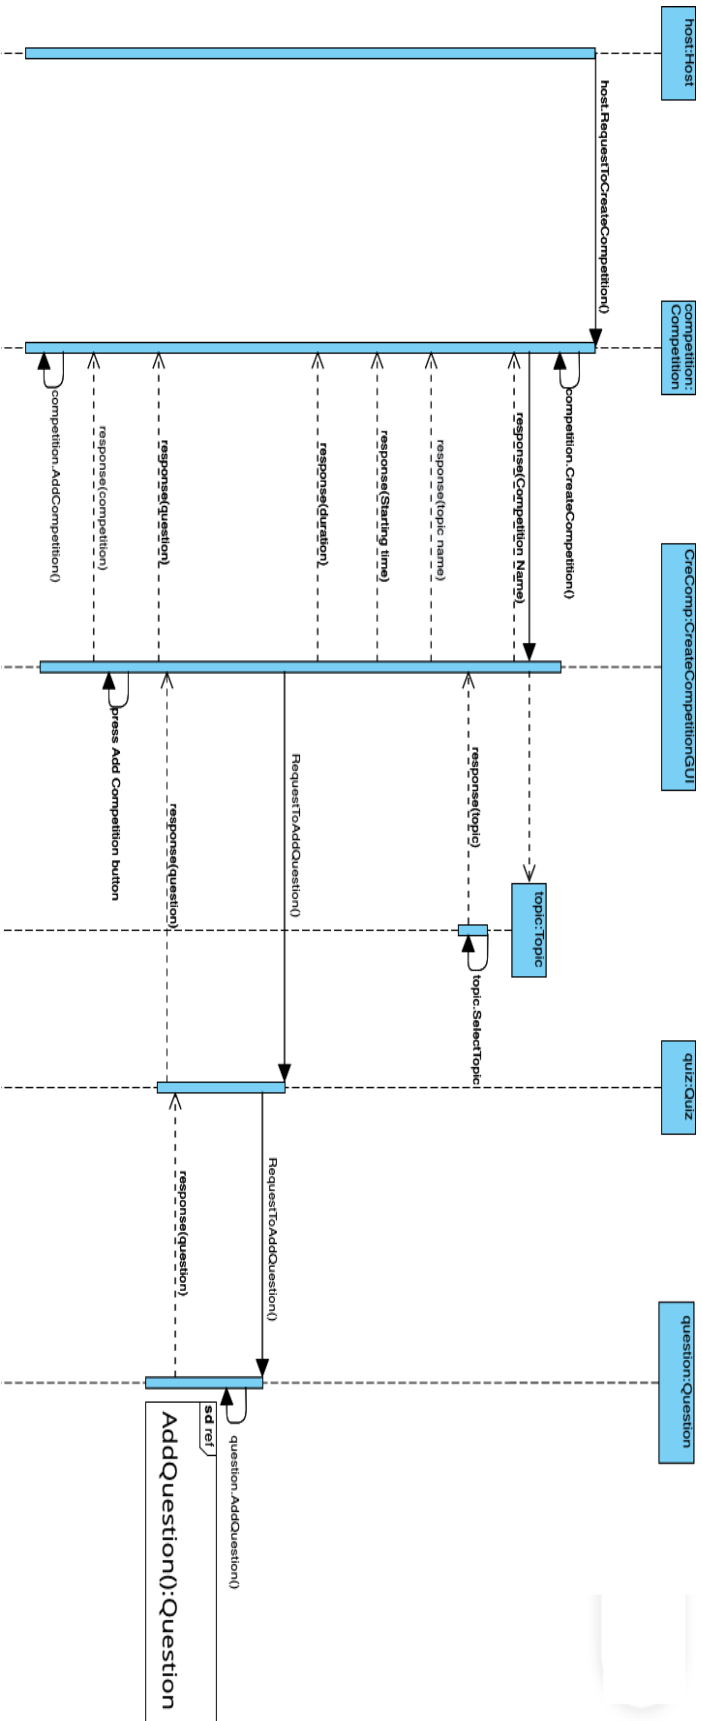 host:Host
competition:
Competition
CreComp:CreateCompetitionGUI
topic:Topic
quiz:Quiz
question:Question
host.RequestToCreateCompetition()
competition.CreateCompetition()
response(Competition Name)
topic.SelectTopic
response(topic)
response(topic name)
response(Starting time)
response(duration)
RequestToAddQuestion()
RequestToAddQuestion()
question.AddQuestion()
sd ref
AddQuestion():Question
response(question)
response(question)
response(question)
press Add Competition button
response(competition)
competition.AddCompetition()